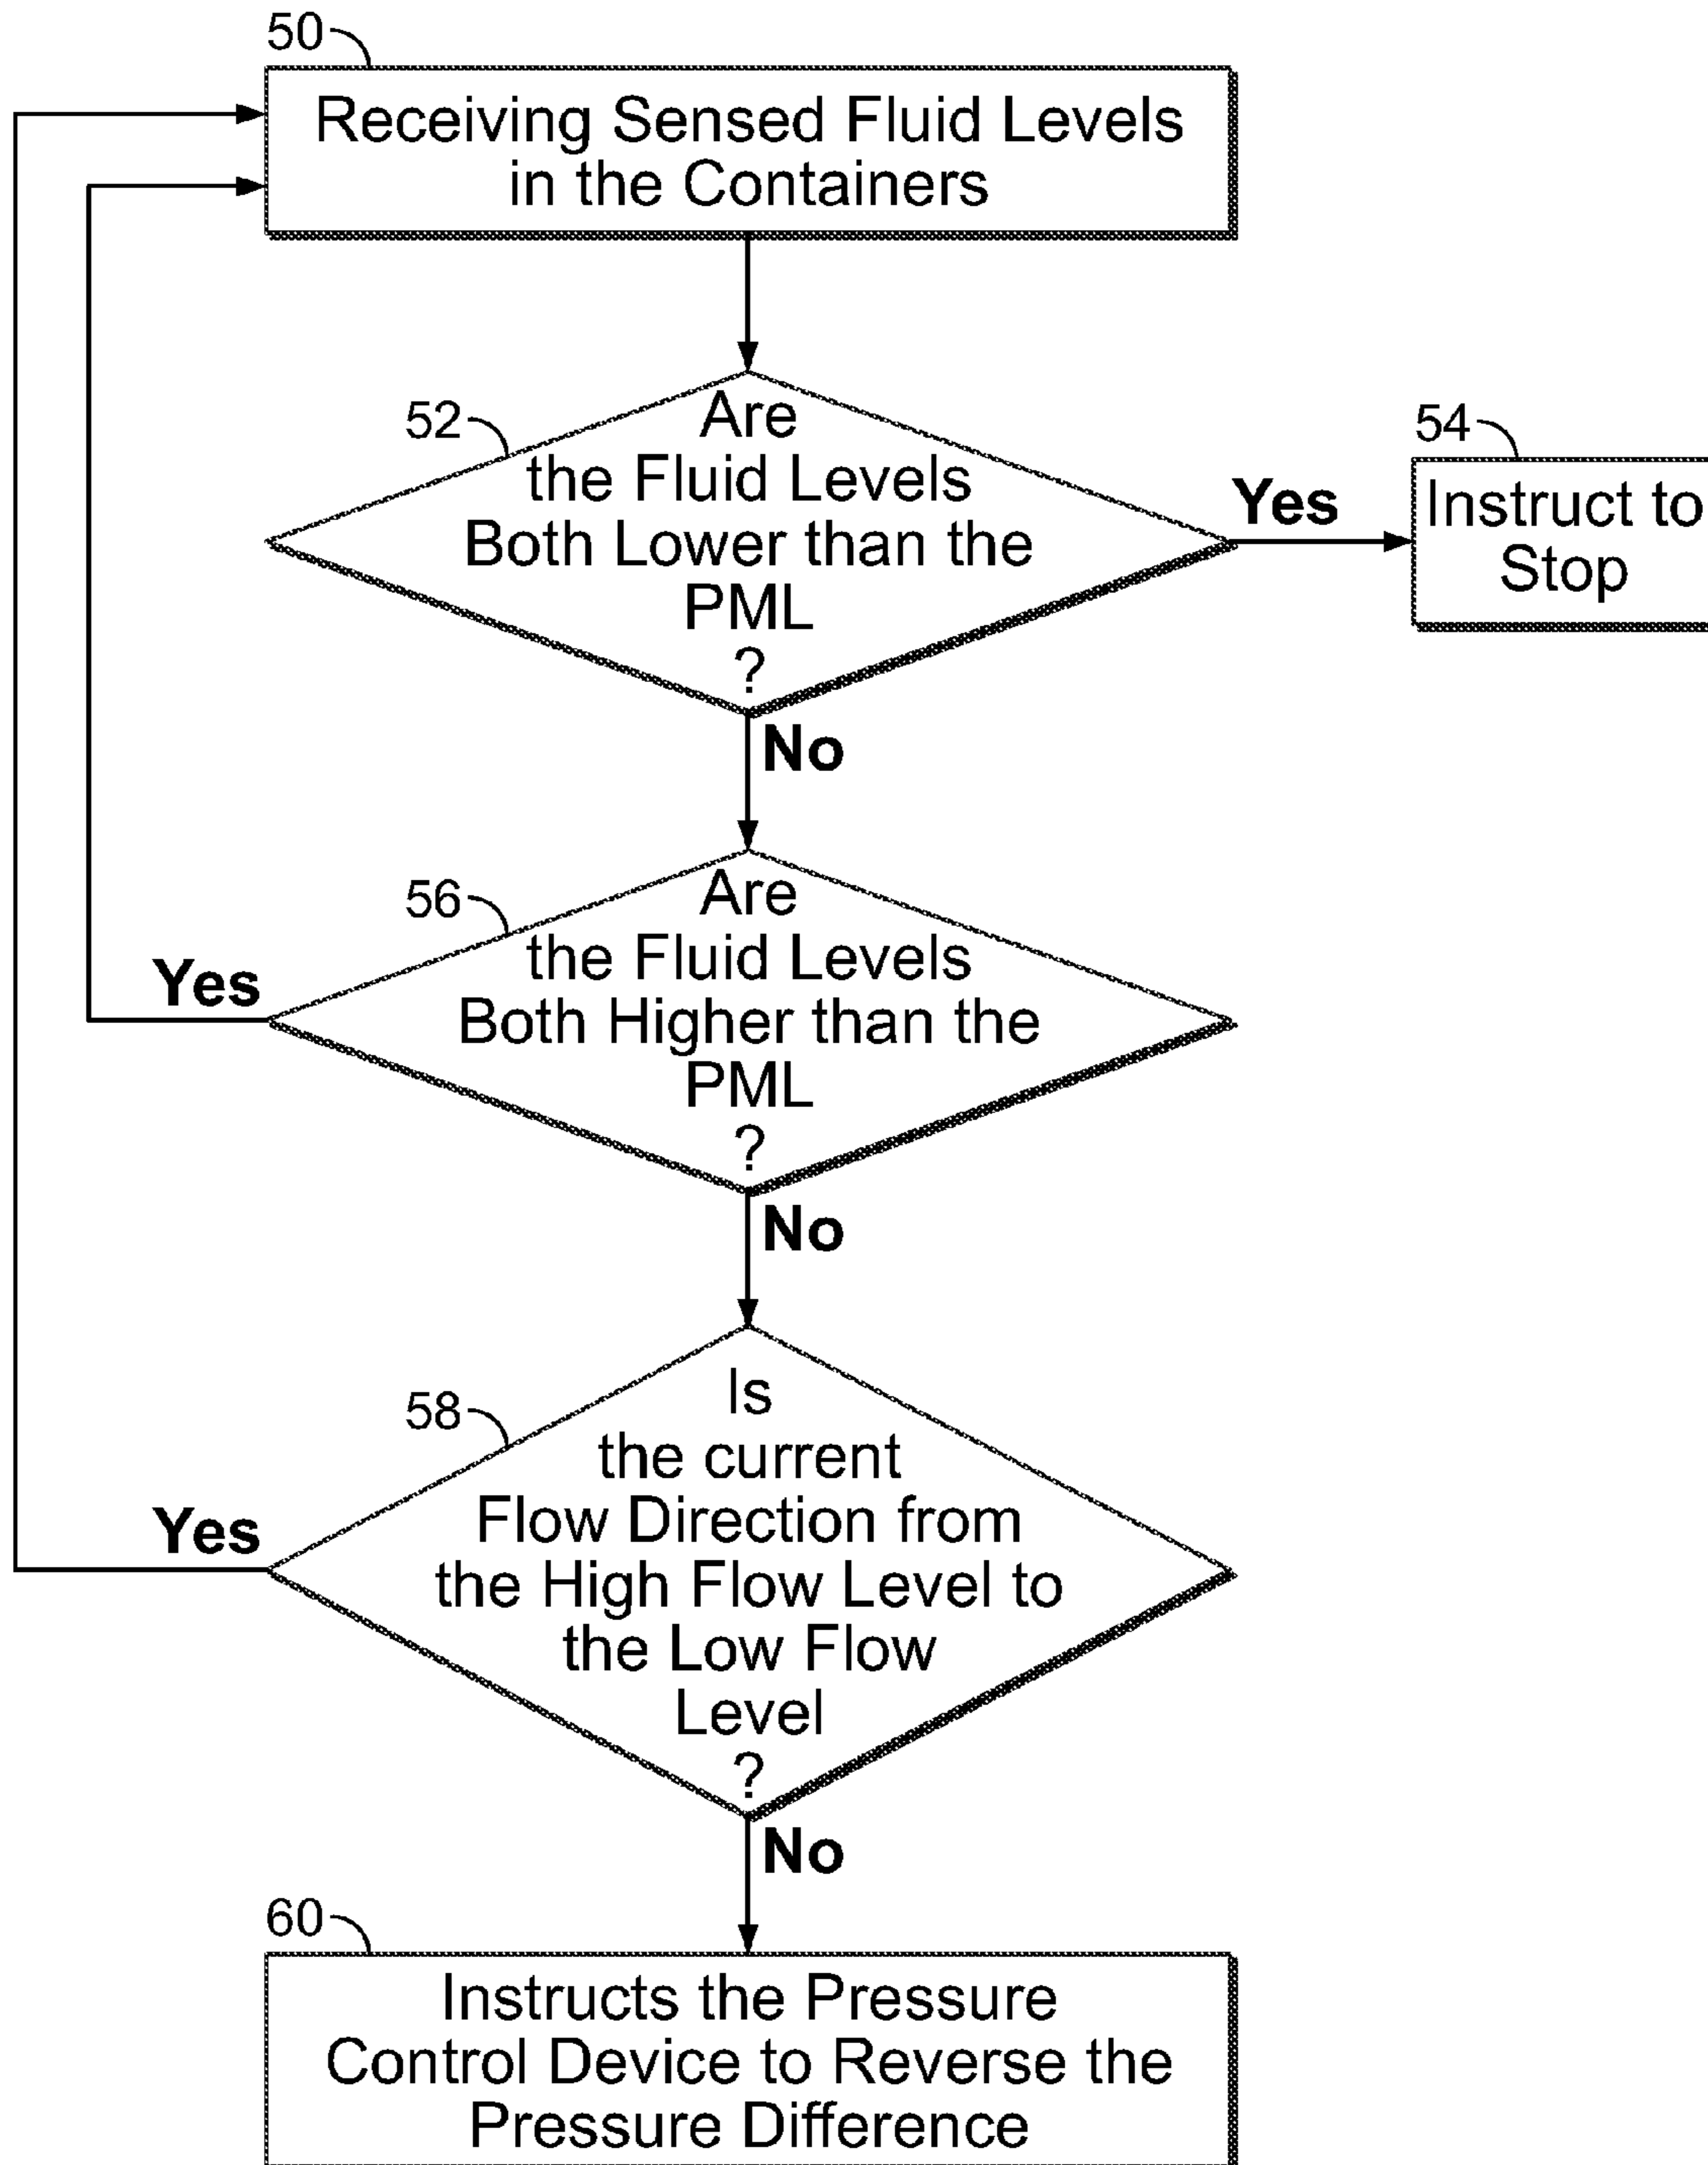 50
Receiving Sensed Fluid Levels
in the Containers
52
Are
the Fluid Levels
Both Lower than the
PML
?
Yes
54
Instruct to
Stop
No
56
Are
the Fluid Levels
Both Higher than the
PML
?
Yes
No
58
Is
the current
Flow Direction from
the High Flow Level to
the Low Flow
Level
?
Yes
No
60
Instructs the Pressure
Control Device to Reverse the
Pressure Difference